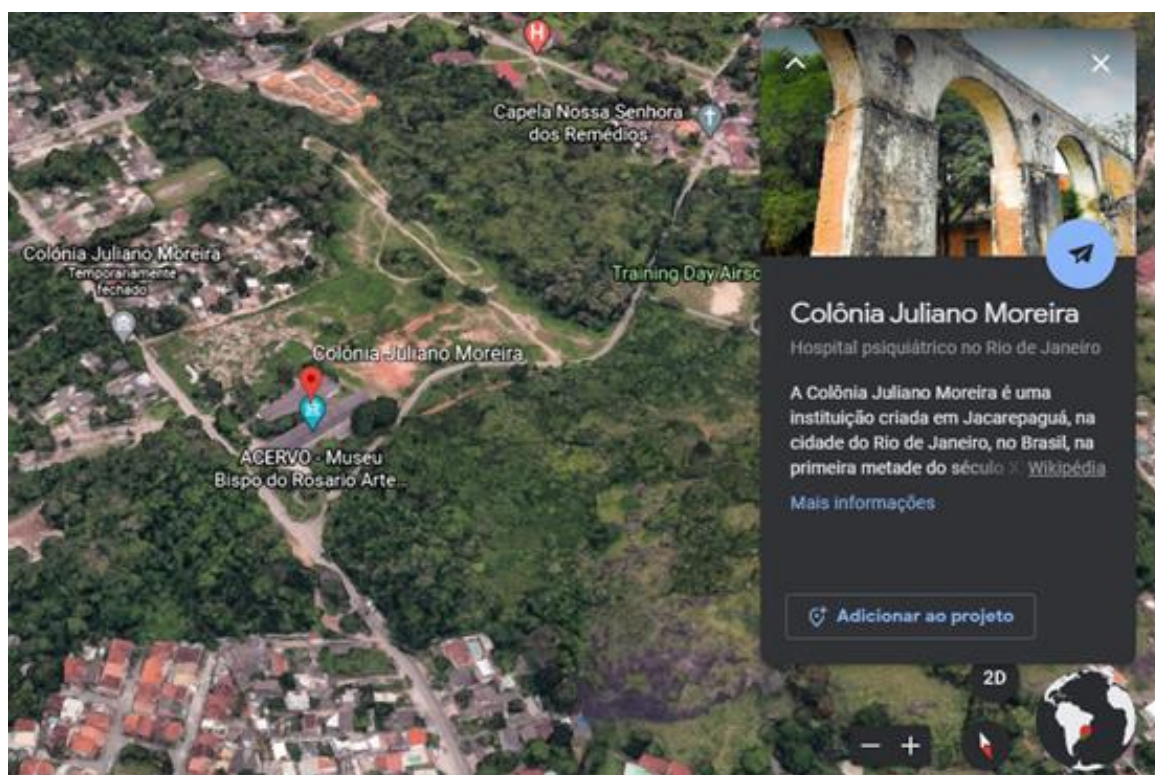 H
Capela Nossa Senhora
dos Remédios
Colônia Juliano Moreira
Temporariamente
fechado
Training Day Airso
Colônia Juliano Moreira
ACERVO - Museu
Bispo do Rosario Arte...
Colônia Juliano Moreira
Hospital psiquiátrico no Rio de Janeiro
A Colônia Juliano Moreira é uma
instituição criada em Jacarepaguá, na
cidade do Rio de Janeiro, no Brasil, na
primeira metade do século X Wikipédia
Mais informações
Adicionar ao projeto
2D